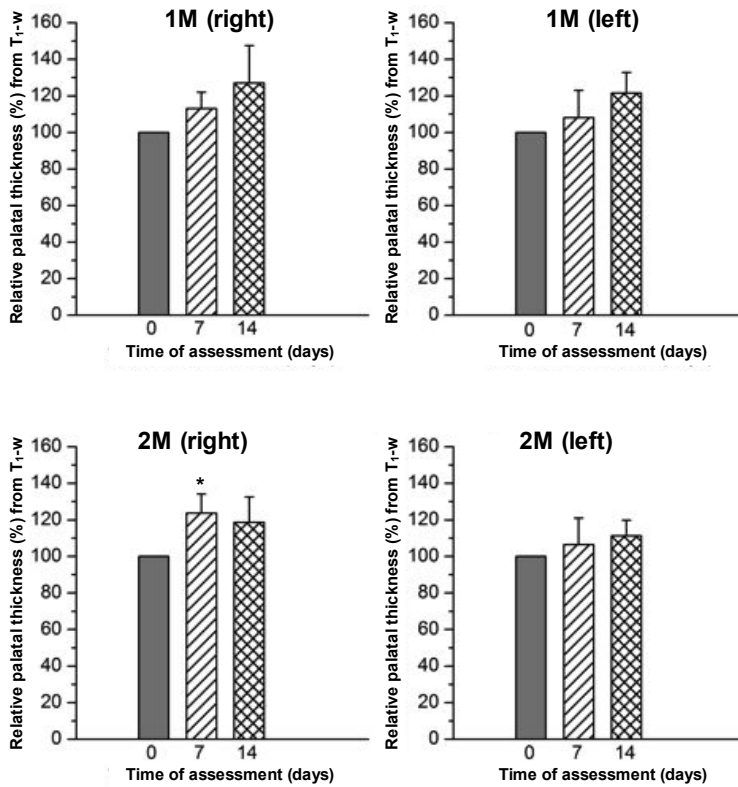 1M (right)
Relative palatal thickness (%) from T₁-w
160
140
120
100
80
60
40
20
0
0 7 14
Time of assessment (days)
1M (left)
Relative palatal thickness (%) from T₁-w
160
140
120
100
80
60
40
20
0
0 7 14
Time of assessment (days)
2M (right)
Relative palatal thickness (%) from T₁-w
160
140
120
100
80
60
40
20
0
*
0 7 14
Time of assessment (days)
2M (left)
Relative palatal thickness (%) from T₁-w
160
140
120
100
80
60
40
20
0
0 7 14
Time of assessment (days)